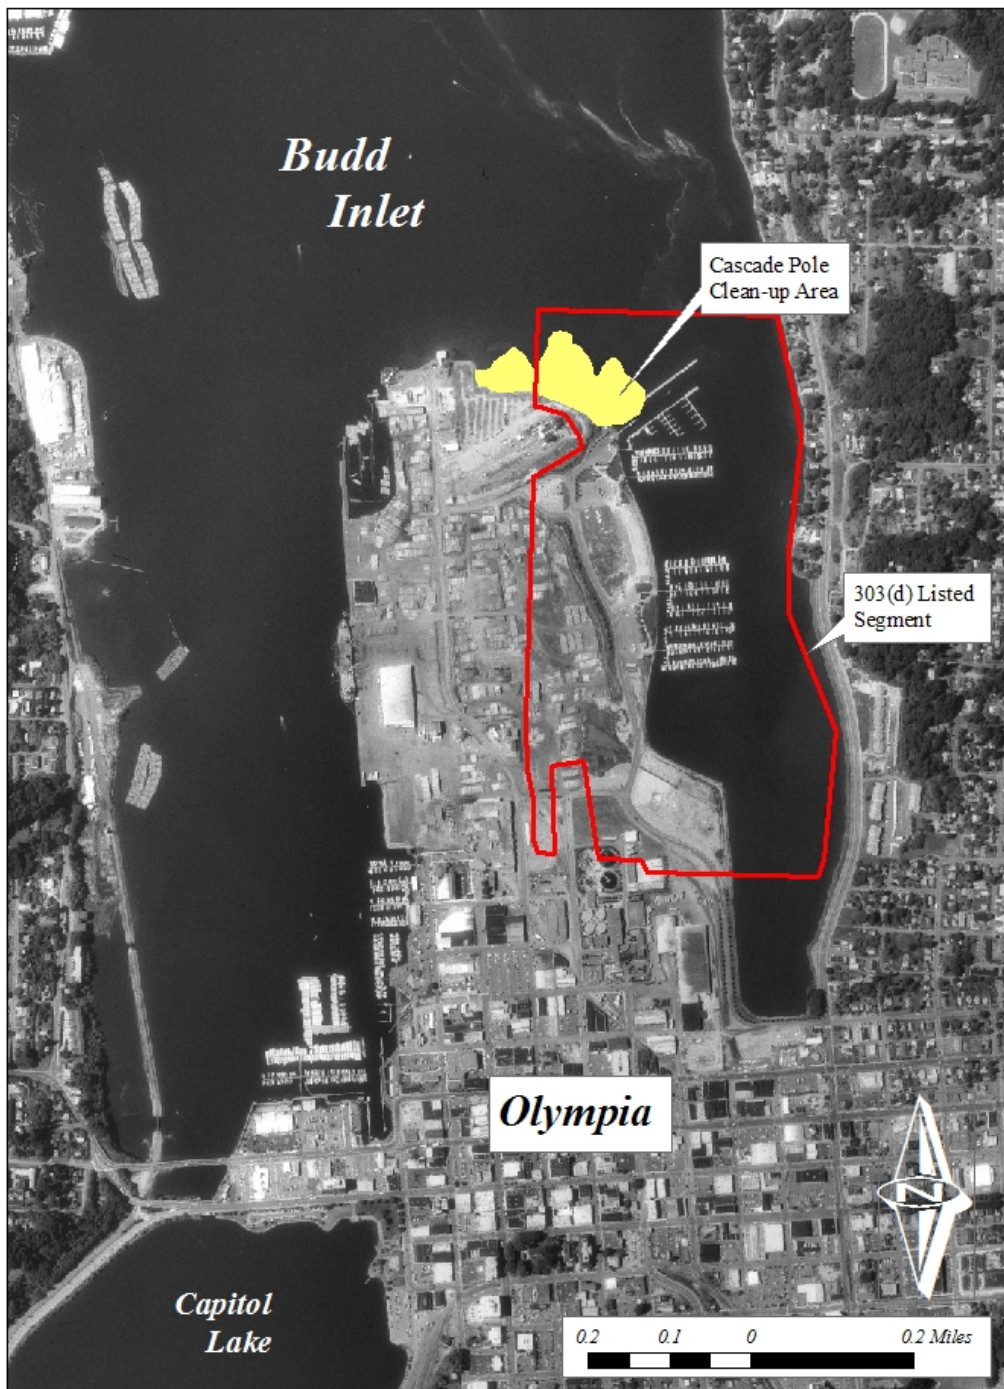 Budd
Inlet
Cascade Pole
Clean-up Area
303(d) Listed
Segment
Olympia
N
Capitol
Lake
0.2 0.1 0 0.2 Miles